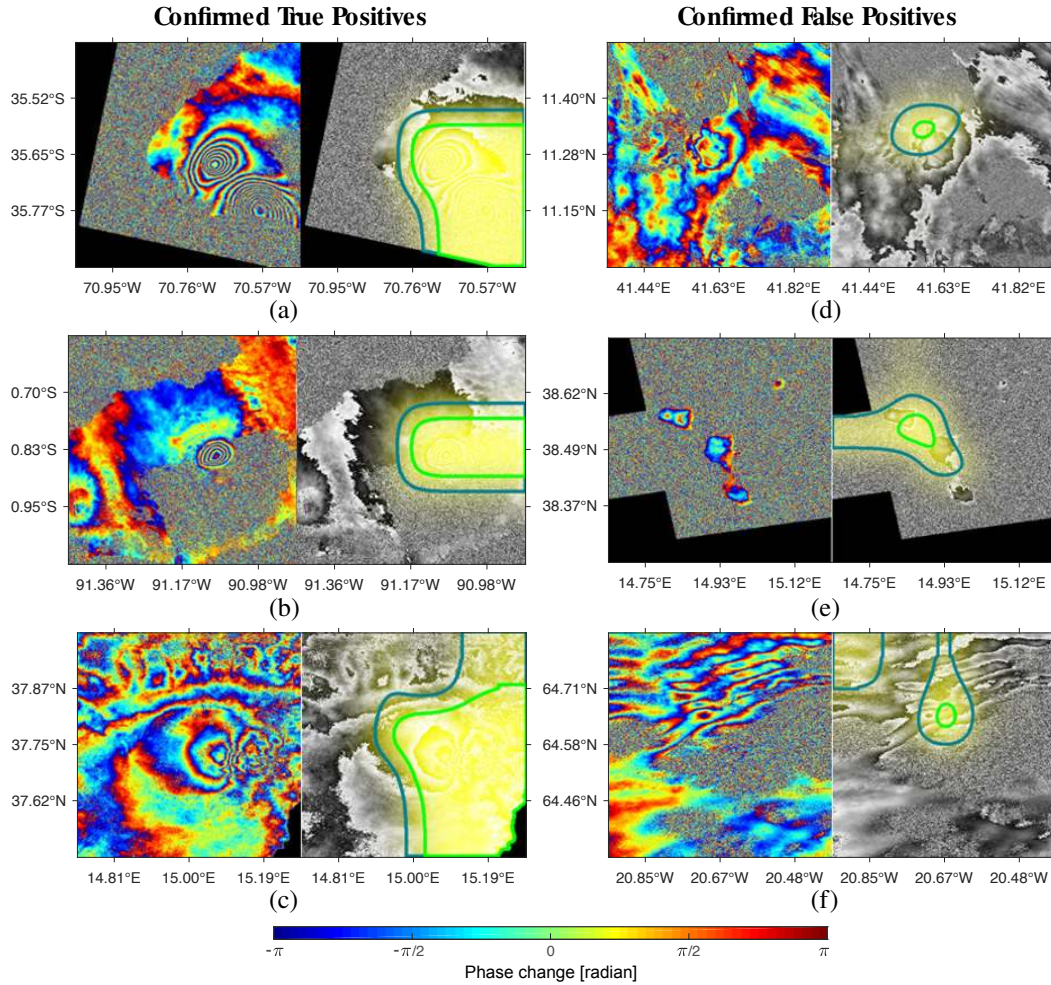 Confirmed True Positives
Confirmed False Positives
35.52°S
35.65°S
35.77°S
70.95°W 70.76°W 70.57°W 70.95°W 70.76°W 70.57°W
(a)
11.40°N
11.28°N
11.15°N
41.44°E 41.63°E 41.82°E 41.44°E 41.63°E 41.82°E
(d)
0.70°S
0.83°S
0.95°S
91.36°W 91.17°W 90.98°W 91.36°W 91.17°W 90.98°W
(b)
38.62°N
38.49°N
38.37°N
14.75°E 14.93°E 15.12°E 14.75°E 14.93°E 15.12°E
(e)
37.87°N
37.75°N
37.62°N
14.81°E 15.00°E 15.19°E 14.81°E 15.00°E 15.19°E
(c)
64.71°N
64.58°N
64.46°N
20.85°W 20.67°W 20.48°W 20.85°W 20.67°W 20.48°W
(f)
-π -π/2 0 π/2 π
Phase change [radian]